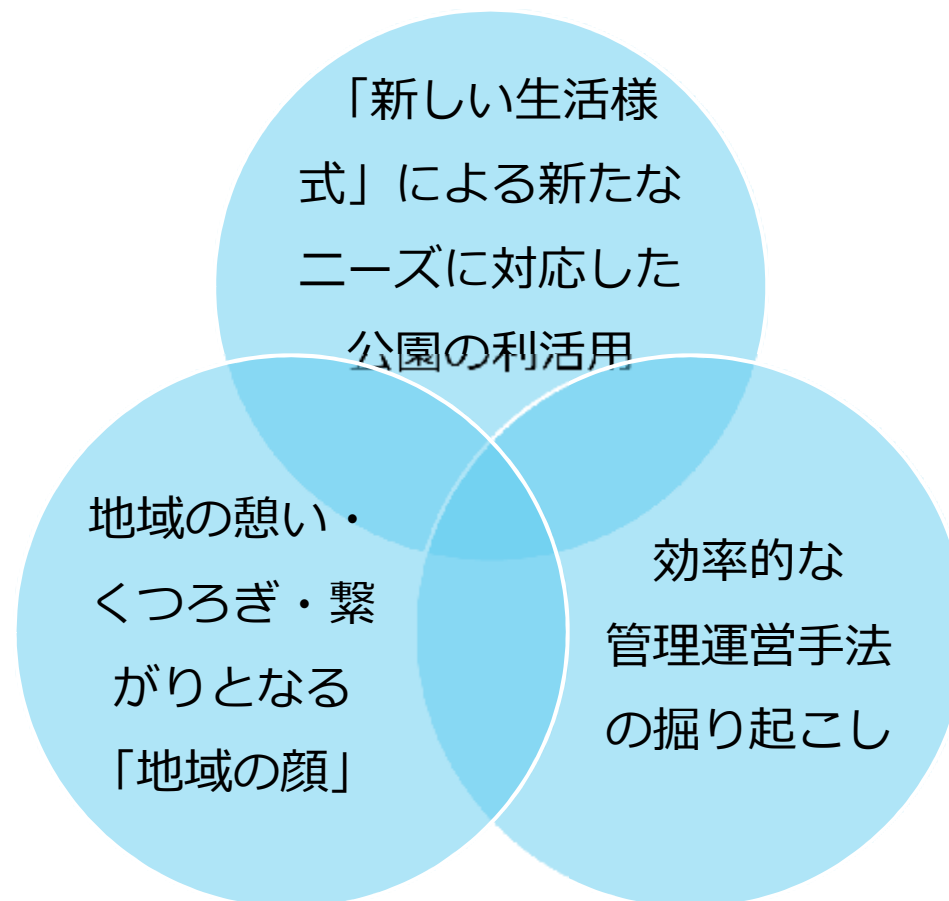 「新しい生活様
式」による新たな
ニーズに対応した
公園の利活用
地域の憩い・
くつろぎ・繋
がりとなる
「地域の顔」
効率的な
管理運営手法
の掘り起こし